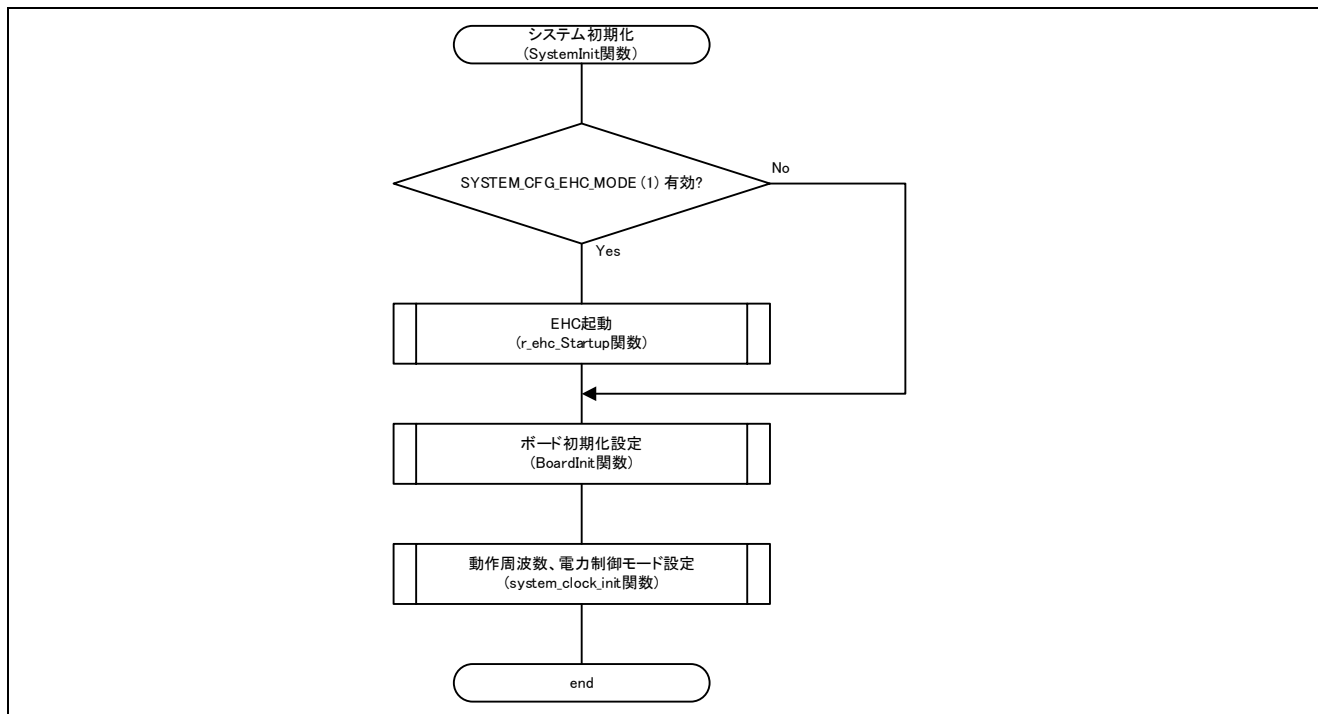 システム初期化
(SystemInit関数)
SYSTEM_CFG_EHC_MODE (1) 有効?
No
Yes
EHC起動
(r_ehc_Startup関数)
ボード初期化設定
(BoardInit関数)
動作周波数、電力制御モード設定
(system_clock_init関数)
end